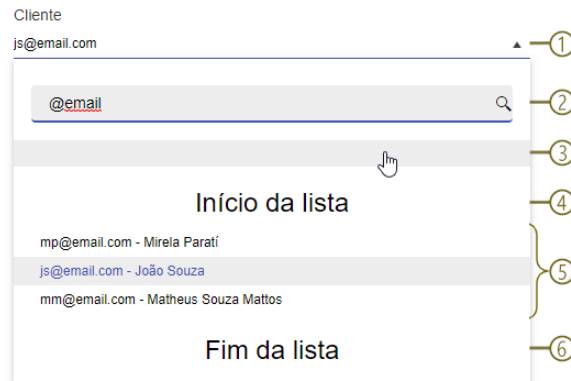 Cliente
js@email.com
1
@email
2
3
Início da lista
4
mp@email.com - Mirela Paratí
js@email.com - João Souza
5
mm@email.com - Matheus Souza Mattos
Fim da lista
6